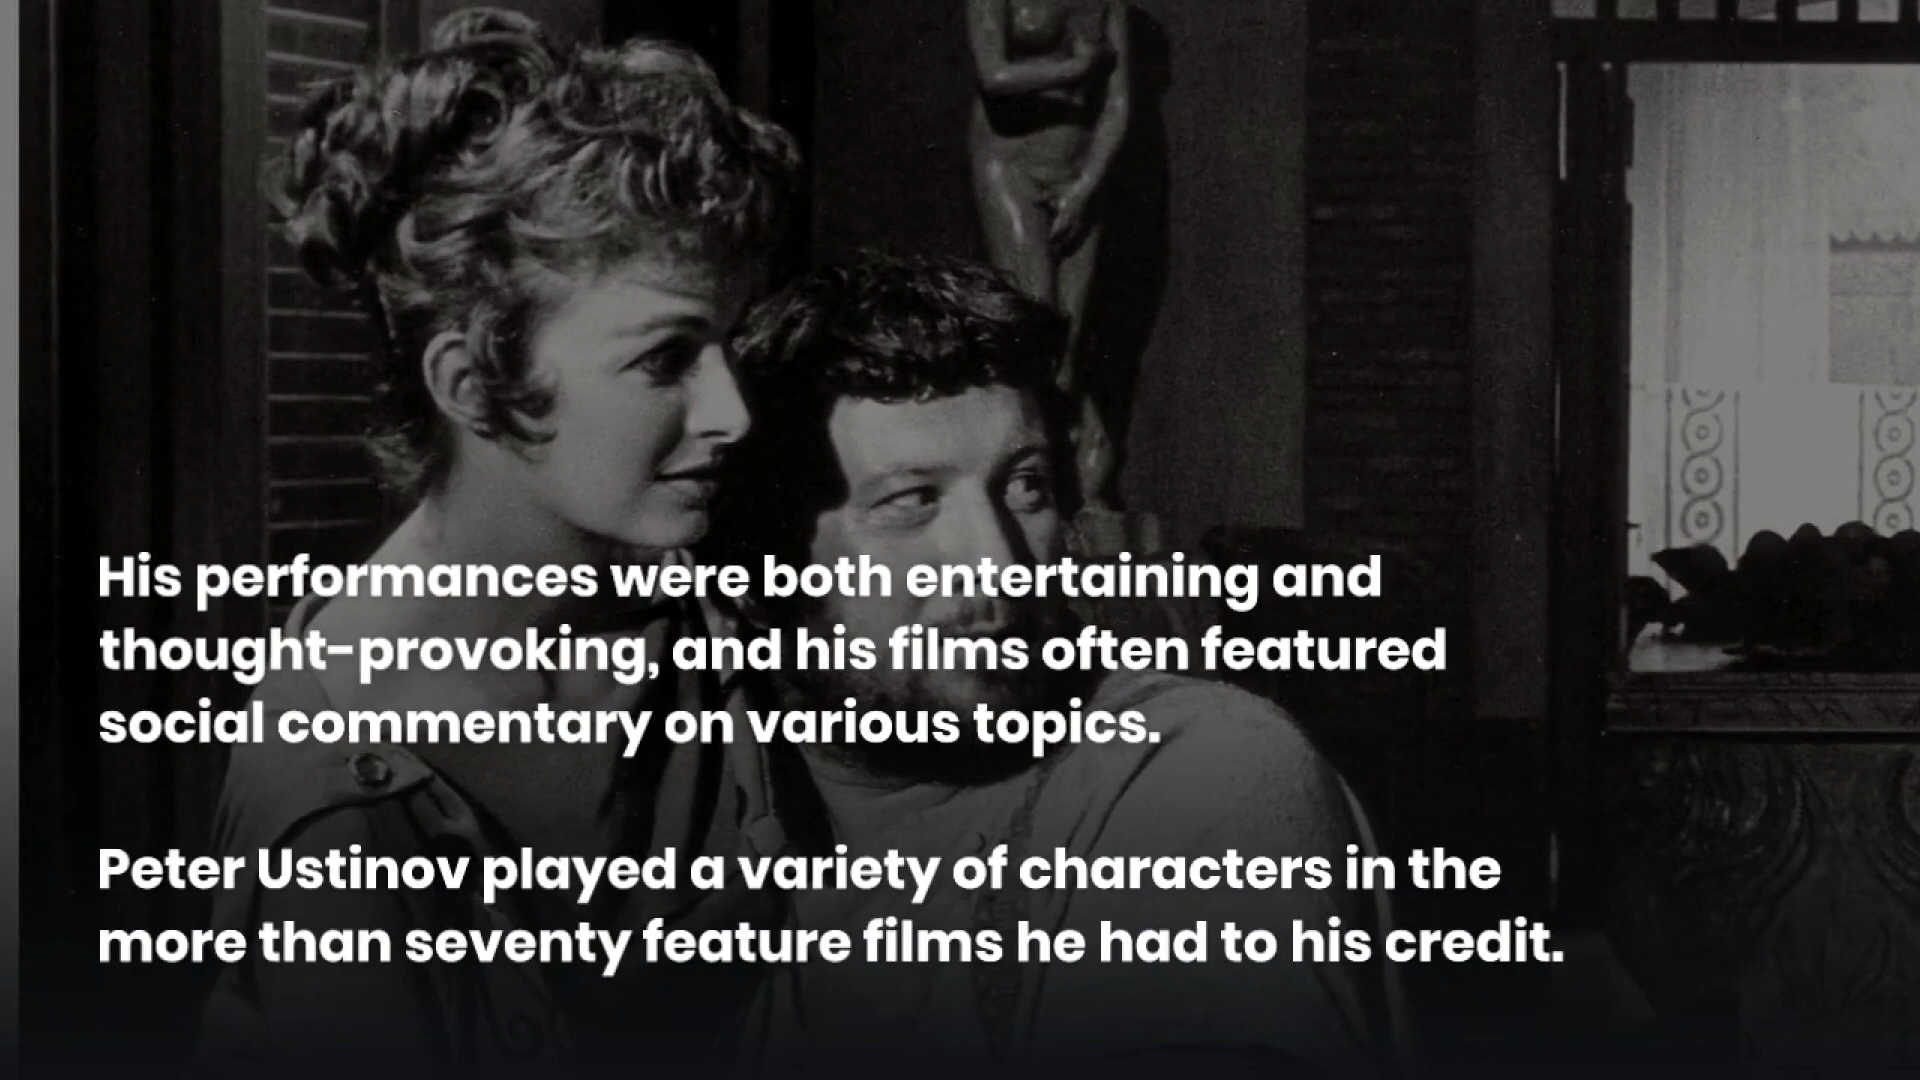 His performances were both entertaining and
thought-provoking, and his films often featured
social commentary on various topics.
Peter Ustinov played a variety of characters in the
more than seventy feature films he had to his credit.